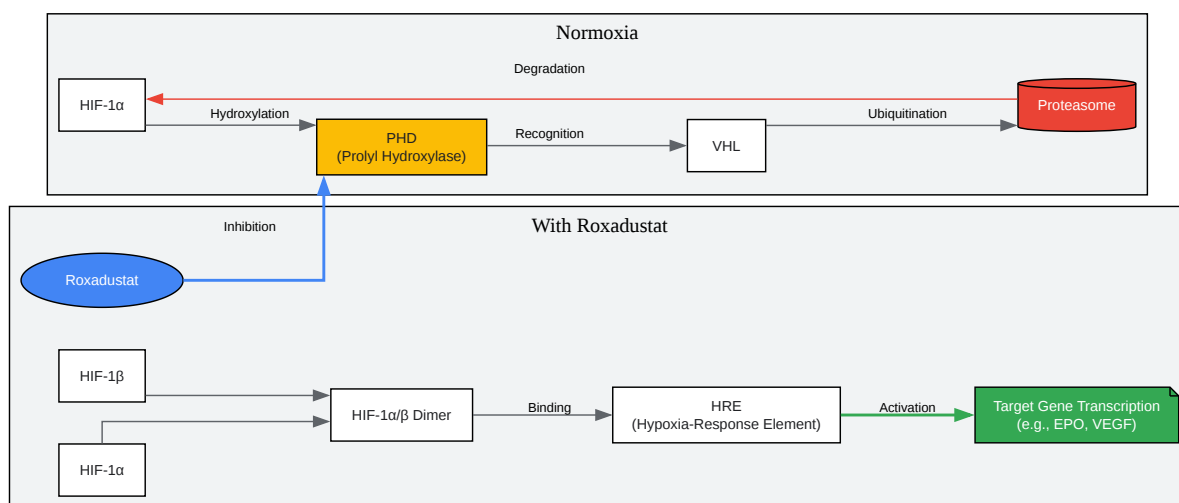 Normoxia
Degradation
HIF-1α
Proteasome
Hydroxylation
Ubiquitination
PHD
(Prolyl Hydroxylase)
Recognition
VHL
With Roxadustat
Inhibition
Roxadustat
HIF-1β
HIF-1α/β Dimer
Binding
HRE
(Hypoxia-Response Element)
Activation
Target Gene Transcription
(e.g., EPO, VEGF)
HIF-1α